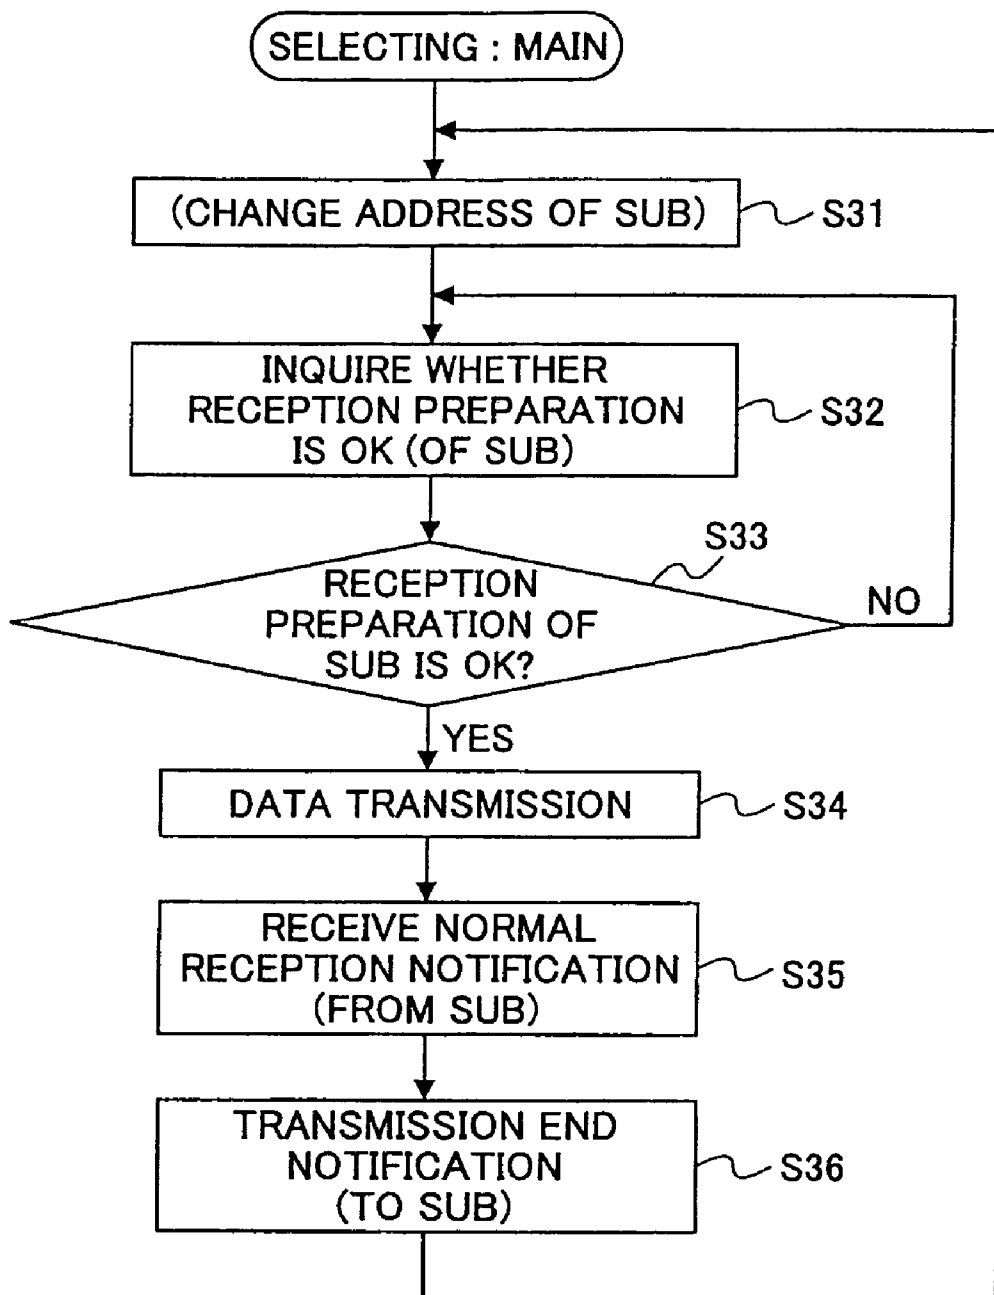 SELECTING : MAIN
(CHANGE ADDRESS OF SUB)
S31
INQUIRE WHETHER
RECEPTION PREPARATION
IS OK (OF SUB)
S32
S33
RECEPTION
PREPARATION OF
SUB IS OK?
NO
YES
DATA TRANSMISSION
S34
RECEIVE NORMAL
RECEPTION NOTIFICATION
(FROM SUB)
S35
TRANSMISSION END
NOTIFICATION
(TO SUB)
S36